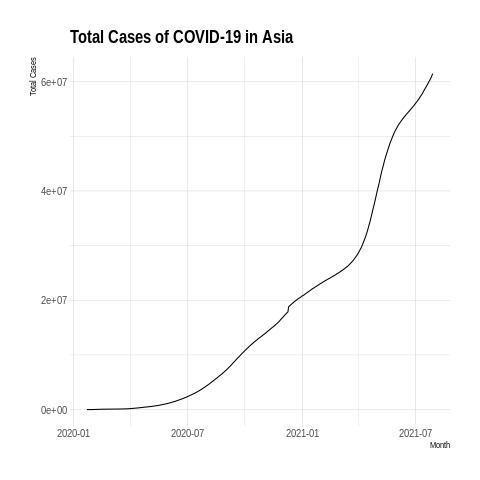 Total Cases of COVID-19 in Asia
Total Cases
6e+07
4e+07
2e+07
0e+00
2020-01 2020-07 2021-01 2021-07
Month